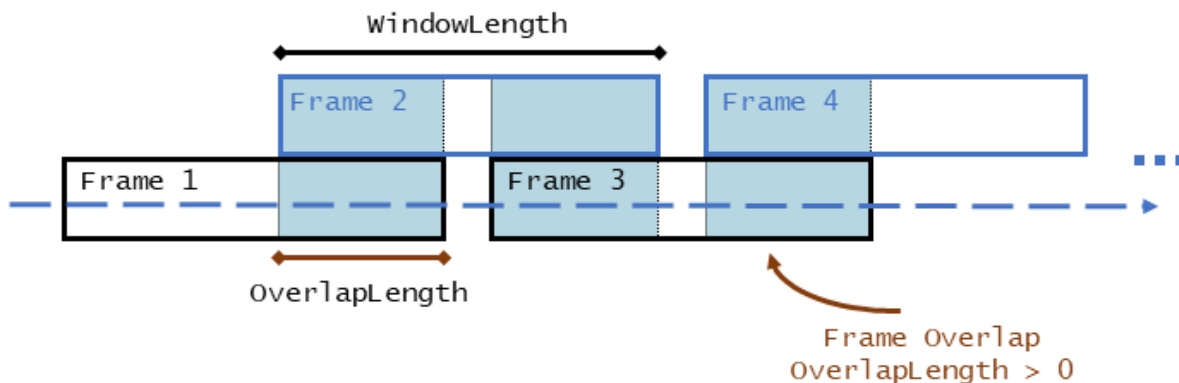 WindowLength
Frame 2
Frame 4
Frame 1
Frame 3
OverlapLength
Frame Overlap
OverlapLength > 0